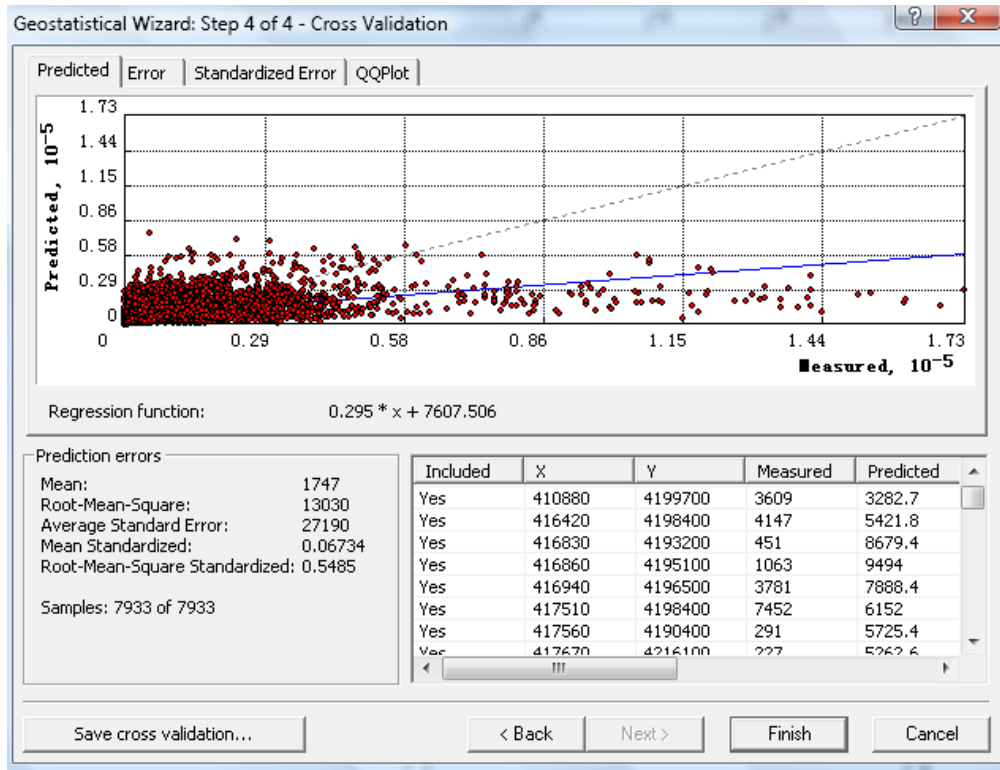 Geostatistical Wizard: Step 4 of 4 - Cross Validation
Predicted Error Standardized Error QQPlot
Predicted, 10-5
1.73
1.44
1.15
0.86
0.58
0.29
0
0 0.29 0.58 0.86 1.15 1.44 1.73
Measured, 10-5
Regression function: 0.295 * x + 7607.506
Prediction errors
Mean: 1747
Root-Mean-Square: 13030
Average Standard Error: 27190
Mean Standardized: 0.06734
Root-Mean-Square Standardized: 0.5485
Samples: 7933 of 7933
Included X Y Measured Predicted
Yes 410880 4199700 3609 3282.7
Yes 416420 4198400 4147 5421.8
Yes 416830 4193200 451 8679.4
Yes 416860 4195100 1063 9494
Yes 416940 4196500 3781 7888.4
Yes 417510 4198400 7452 6152
Yes 417560 4190400 291 5725.4
Yes 417670 4216100 227 5262.6
Save cross validation... < Back Next > Finish Cancel